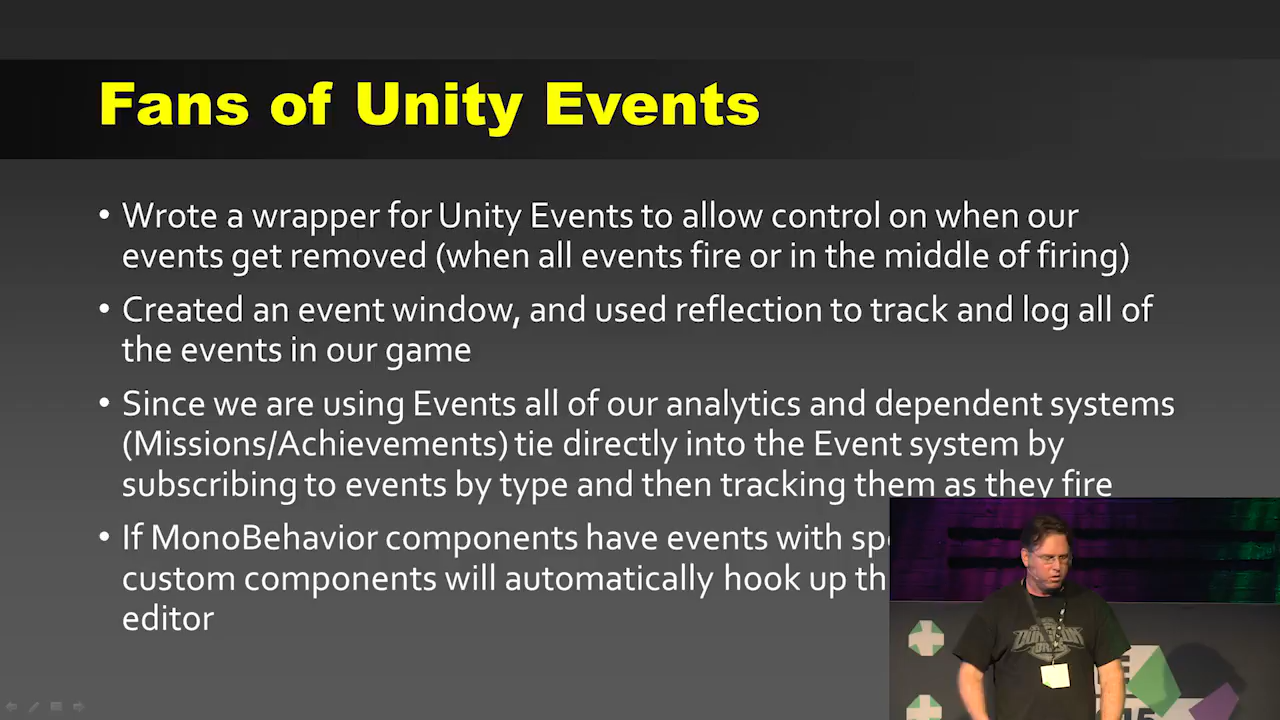 Fans of Unity Events
• Wrote a wrapper for Unity Events to allow control on when our
events get removed (when all events fire or in the middle of firing)
• Created an event window, and used reflection to track and log all of
the events in our game
• Since we are using Events all of our analytics and dependent systems
(Missions/Achievements) tie directly into the Event system by
subscribing to events by type and then tracking them as they fire
• If MonoBehavior components have events with
custom components will automatically hook up
editor
DUNGEON